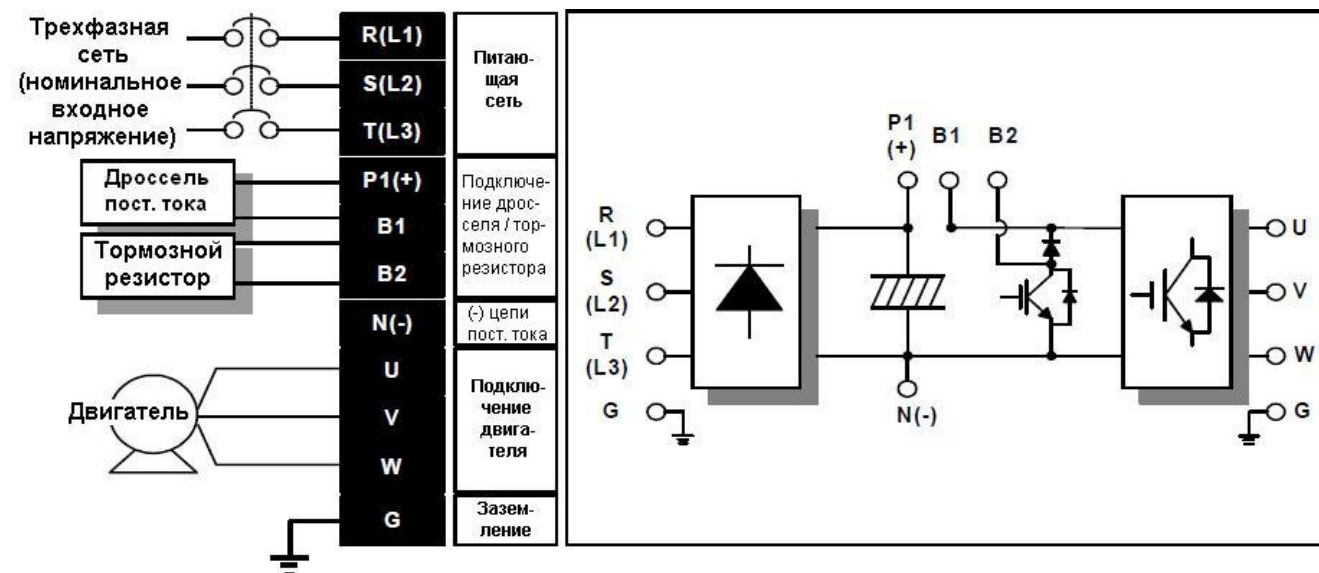 Трехфазная
сеть
(номинальное
входное
напряжение)
R(L1)
S(L2)
T(L3)
Питаю-
щая
сеть
Дроссель
пост. тока
Тормозной
резистор
P1(+)
B1
B2
Подключе-
ние дрос-
селя / тор-
мозного
резистора
N(-)
(-) цепи
пост. тока
Двигатель
U
V
W
Подклю-
чение
двига-
теля
G
Зазем-
ление
P1
(+)
B1
B2
R
(L1)
S
(L2)
T
(L3)
G
N(-)
U
V
W
G